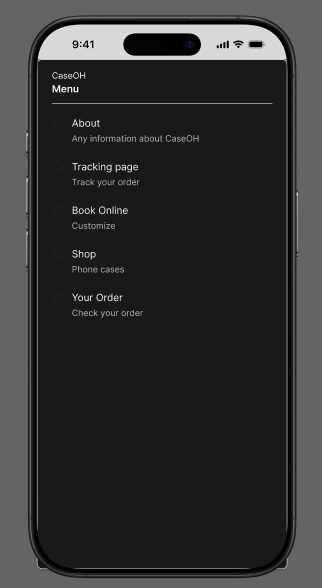 9:41
CaseOH
Menu
About
Any information about CaseOH
Tracking page
Track your order
Book Online
Customize
Shop
Phone cases
Your Order
Check your order